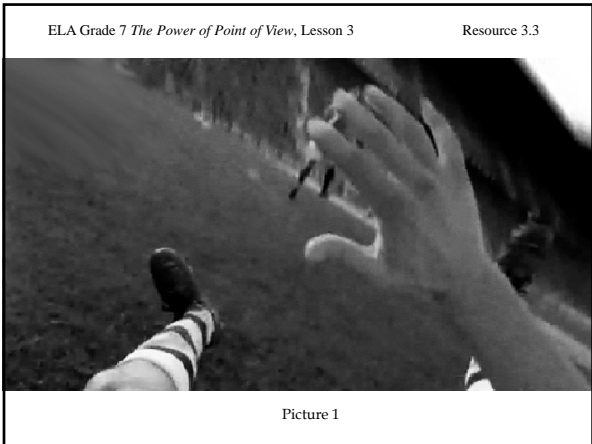 ELA Grade 7 The Power of Point of View, Lesson 3 Resource 3.3
Picture 1